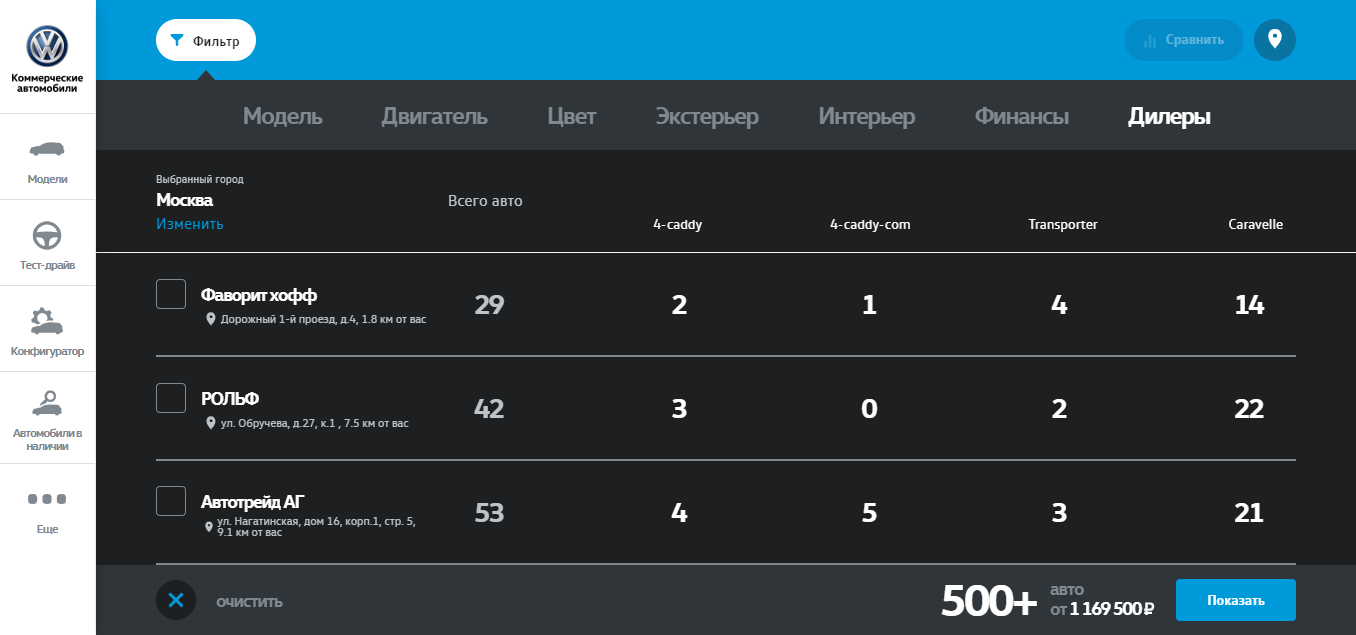 Коммерческие
автомобили
Модели
Тест-драйв
Конфигуратор
Автомобили в
наличии
Еще
Фильтр
Сравнить
Модель Двигатель Цвет Экстерьер Интерьер Финансы Дилеры
Выбранный город
Москва
Изменить
Всего авто
4-caddy 4-caddy-com Transporter Caravelle
Фаворит хофф
Дорожный 1-й проезд, д.4, 1.8 км от вас
29 2 1 4 14
РОЛЬФ
ул. Обручева, д.27, к.1 , 7.5 км от вас
42 3 0 2 22
Автотрейд АГ
ул. Нагатинская, дом 16, корп.1, стр. 5,
9.1 км от вас
53 4 5 3 21
очистить
500+
авто
от 1 169 500 ₽
Показать